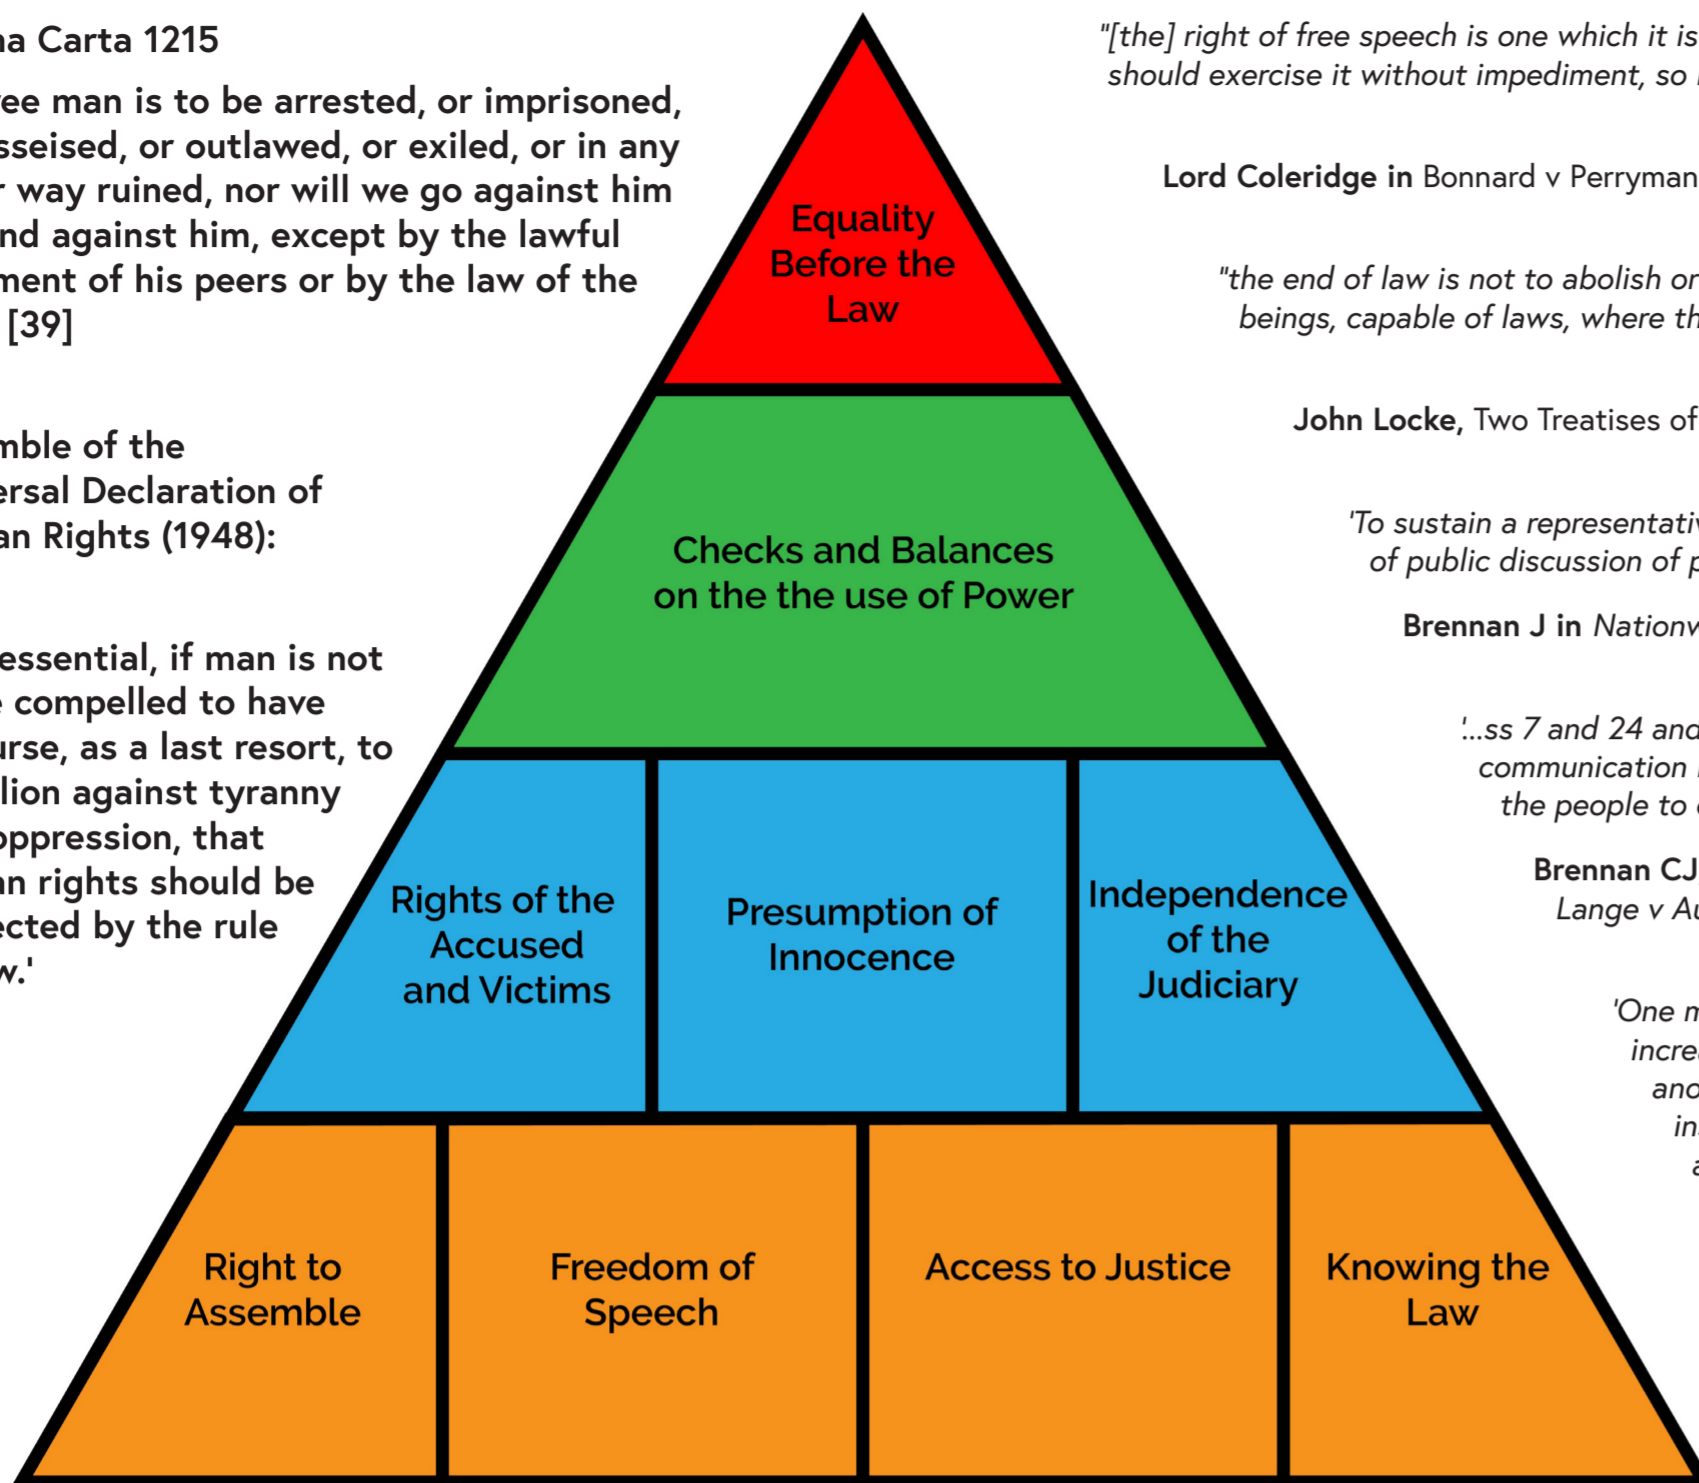 na Carta 1215
ee man is to be arrested, or imprisoned,
sseised, or outlawed, or exiled, or in any
r way ruined, nor will we go against him
nd against him, except by the lawful
ment of his peers or by the law of the
[39]
mble of the
ersal Declaration of
an Rights (1948):
essential, if man is not
e compelled to have
urse, as a last resort, to
llion against tyranny
oppression, that
an rights should be
ected by the rule
w.'
Equality
Before the
Law
Checks and Balances
on the the use of Power
Rights of the
Accused
and Victims
Presumption of
Innocence
Independence
of the
Judiciary
Right to
Assemble
Freedom of
Speech
Access to Justice
Knowing the
Law
"[the] right of free speech is one which it is
should exercise it without impediment, so
Lord Coleridge in Bonnard v Perryman
"the end of law is not to abolish or
beings, capable of laws, where th
John Locke, Two Treatises of
'To sustain a representativ
of public discussion of p
Brennan J in Nationw
'...ss 7 and 24 and
communication
the people to
Brennan CJ,
Lange v Au
'One m
increa
ano
ins
a